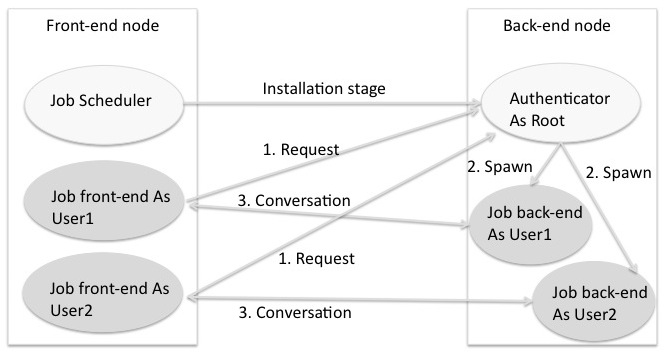 Front-end node
Back-end node
Job Scheduler
Installation stage
Authenticator
As Root
1. Request
2. Spawn
2. Spawn
Job front-end As
User1
3. Conversation
Job back-end
As User1
1. Request
Job front-end As
User2
3. Conversation
Job back-end
As User2